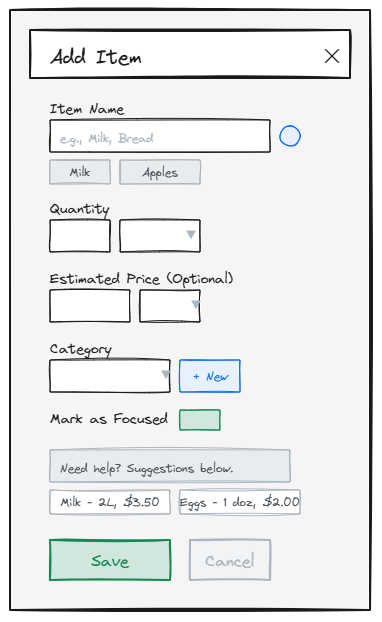 Add Item
Item Name
e.g., Milk, Bread
Milk Apples
Quantity
Estimated Price (Optional)
Category
+ New
Mark as Focused
Need help? Suggestions below.
Milk - 2L, $3.50 Eggs - 1 doz, $2.00
Save Cancel